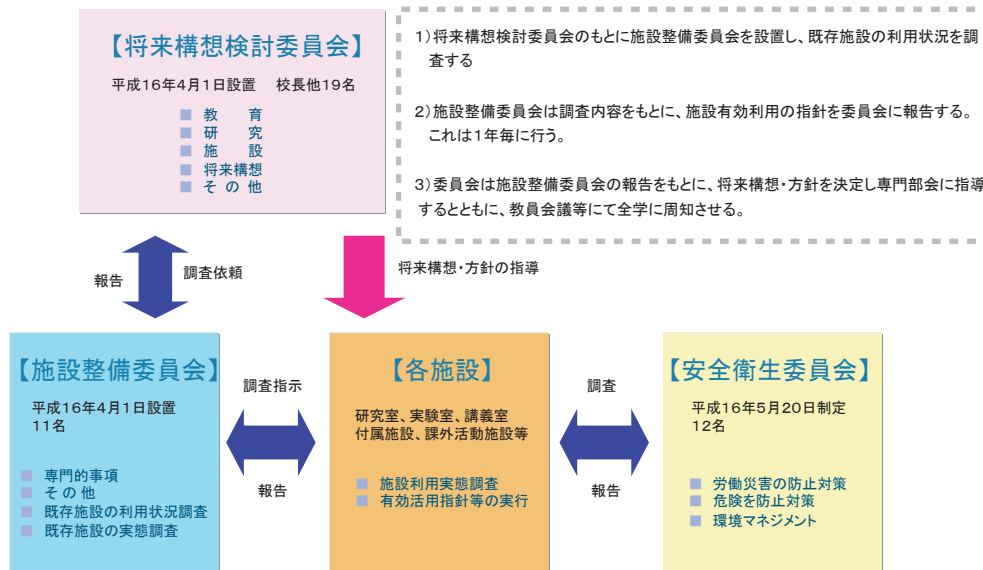 【将来構想検討委員会】
平成16年4月1日設置　校長他19名
教　育
研　究
施　設
将来構想
そ の 他
1)将来構想検討委員会のもとに施設整備委員会を設置し、既存施設の利用状況を調
査する
2)施設整備委員会は調査内容をもとに、施設有効利用の指針を委員会に報告する。
これは1年毎に行う。
3)委員会は施設整備委員会の報告をもとに、将来構想・方針を決定し専門部会に指導
するとともに、教員会議等にて全学に周知させる。
報告
調査依頼
将来構想・方針の指導
【施設整備委員会】
平成16年4月1日設置
11名
専門的事項
そ の 他
既存施設の利用状況調査
既存施設の実態調査
調査指示
報告
【各施設】
研究室、実験室、講義室
付属施設、課外活動施設等
施設利用実態調査
有効活用指針等の実行
調査
報告
【安全衛生委員会】
平成16年5月20日制定
12名
労働災害の防止対策
危険を防止対策
環境マネジメント